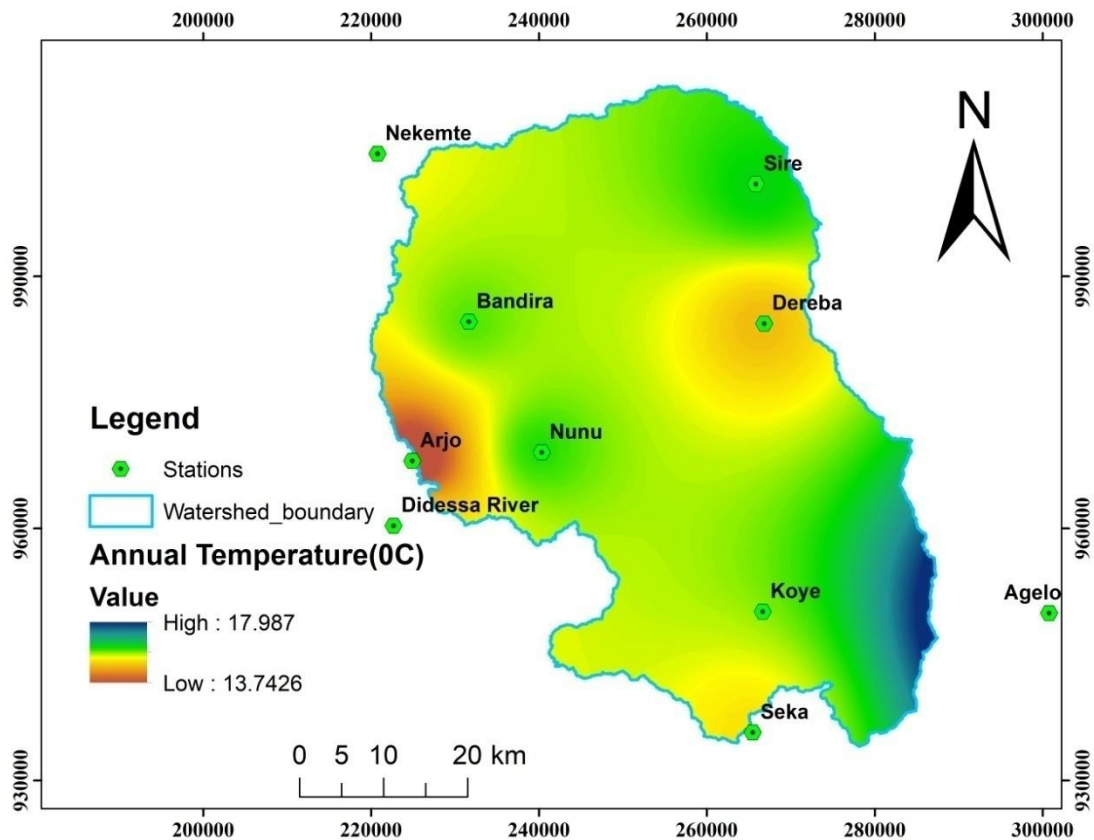 200000 220000 240000 260000 280000 300000
N
Nekemte
Sire
990000 990000
Bandira
Dereba
Legend
Arjo
Nunu
Stations
Didessa River
Watershed_boundary
960000 960000
Annual Temperature(0C)
Value
High : 17.987
Low : 13.7426
Koye
Agelo
Seka
0 5 10 20 km
930000 930000
200000 220000 240000 260000 280000 300000